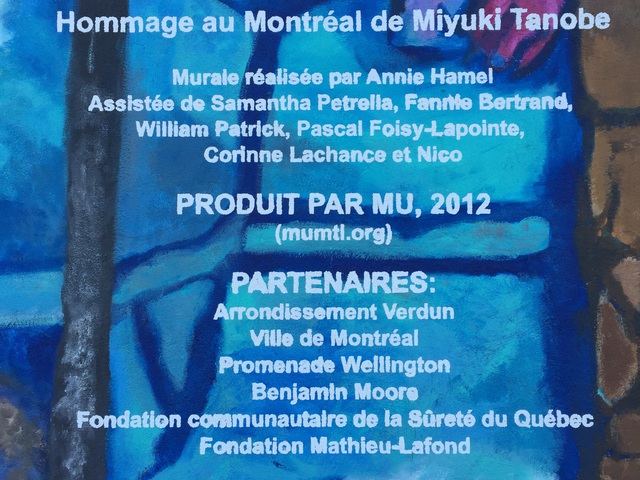 Hommage au Montréal de Miyuki Tanobe
Murale réalisée par Annie Hamel
Assistée de Samantha Petrella, Fannie Bertrand,
William Patrick, Pascal Foisy-Lapointe,
Corinne Lachance et Nico
PRODUIT PAR MU, 2012
(mumtl.org)
PARTENAIRES:
Arrondissement Verdun
Ville de Montréal
Promenade Wellington
Benjamin Moore
Fondation communautaire de la Sûreté du Québec
Fondation Mathieu-Lafond